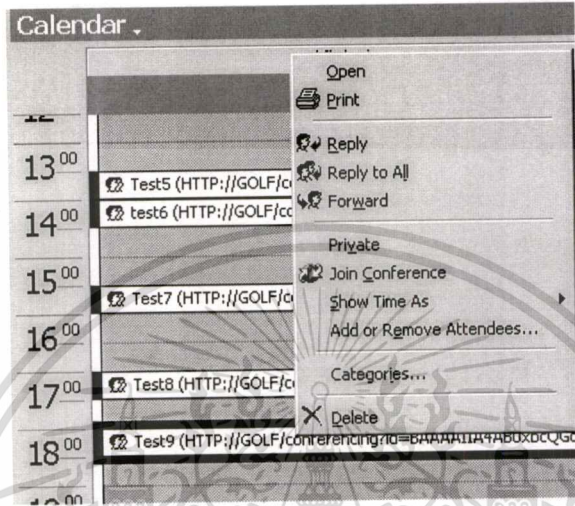 Calendar
Open
Print
Reply
Reply to All
Forward
Private
Join Conference
Show Time As
Add or Remove Attendees...
Categories...
Delete
12
13 00
Test5 (HTTP://GOLF/co
14 00
test6 (HTTP://GOLF/cc
15 00
Test7 (HTTP://GOLF/c
16 00
17 00
Test8 (HTTP://GOLF/c
18 00
Test9 (HTTP://GOLF/conferencing?id=